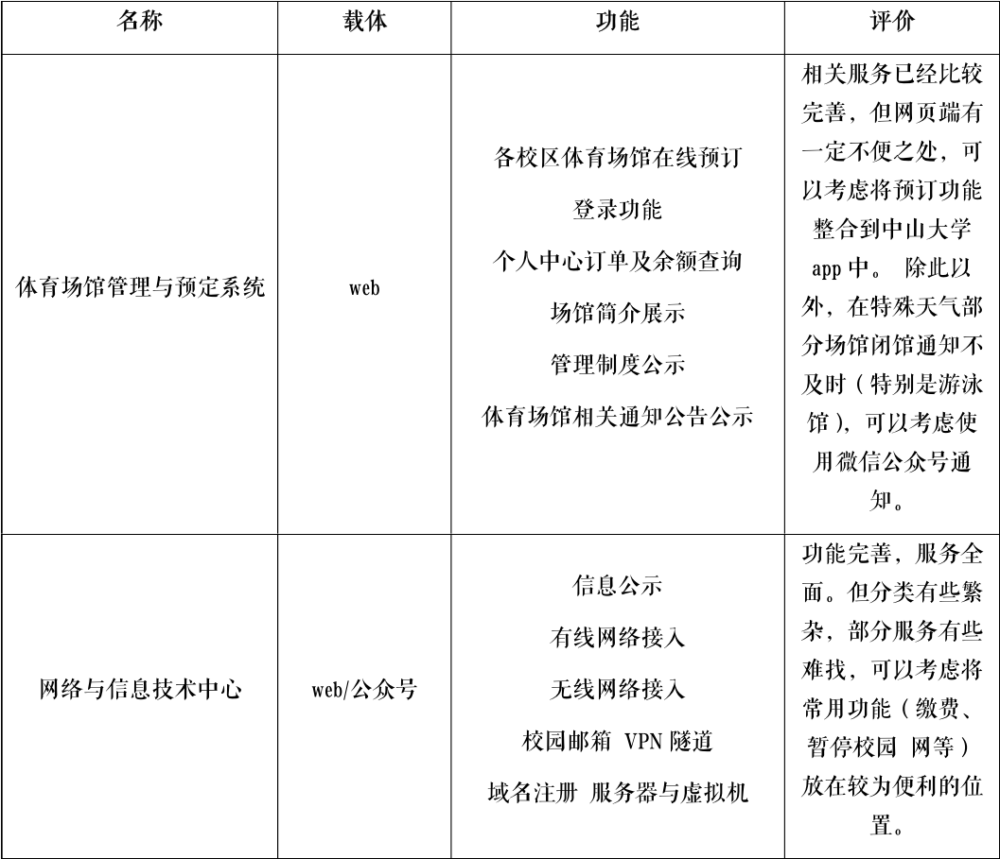 名称 载体 功能 评价
体育场馆管理与预定系统
web
各校区体育场馆在线预订
登录功能
个人中心订单及余额查询
场馆简介展示
管理制度公示
体育场馆相关通知公告公示
相关服务已经比较
完善，但网页端有
一定不便之处，可
以考虑将预订功能
整合到中山大学
app 中。 除此以
外，在特殊天气部
分场馆闭馆通知不
及时（特别是游泳
馆），可以考虑使
用微信公众号通
知。
网络与信息技术中心
web/公众号
信息公示
有线网络接入
无线网络接入
校园邮箱 VPN 隧道
域名注册 服务器与虚拟机
功能完善，服务全
面。但分类有些繁
杂，部分服务有些
难找，可以考虑将
常用功能（缴费、
暂停校园 网等）
放在较为便利的位
置。